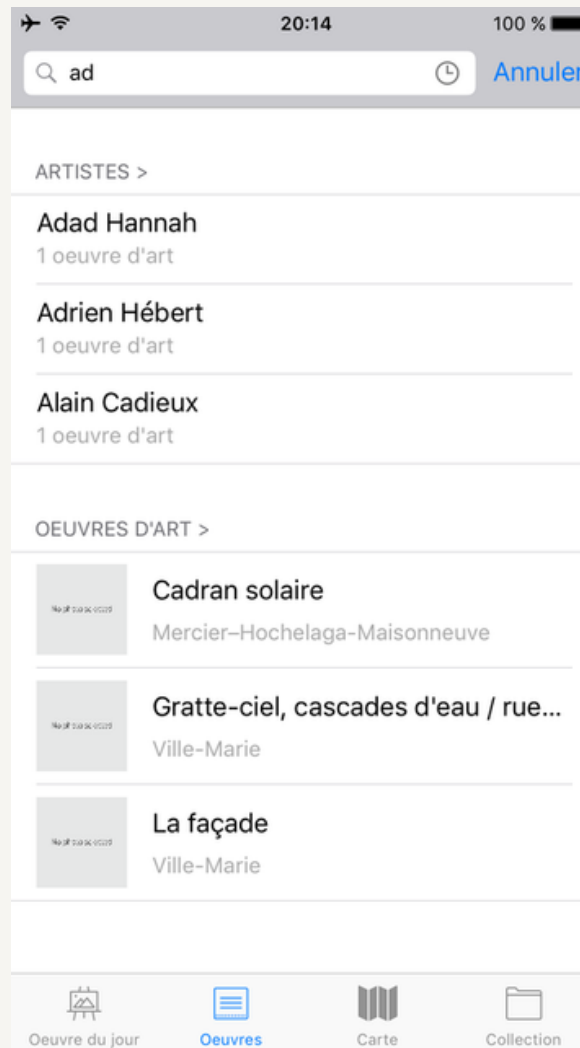 20:14
100 %
ad
Annuler
ARTISTES >
Adad Hannah
1 oeuvre d'art
Adrien Hébert
1 oeuvre d'art
Alain Cadieux
1 oeuvre d'art
OEUVRES D'ART >
Cadran solaire
Mercier–Hochelaga-Maisonneuve
Gratte-ciel, cascades d'eau / rue...
Ville-Marie
La façade
Ville-Marie
Oeuvre du jour
Oeuvres
Carte
Collection